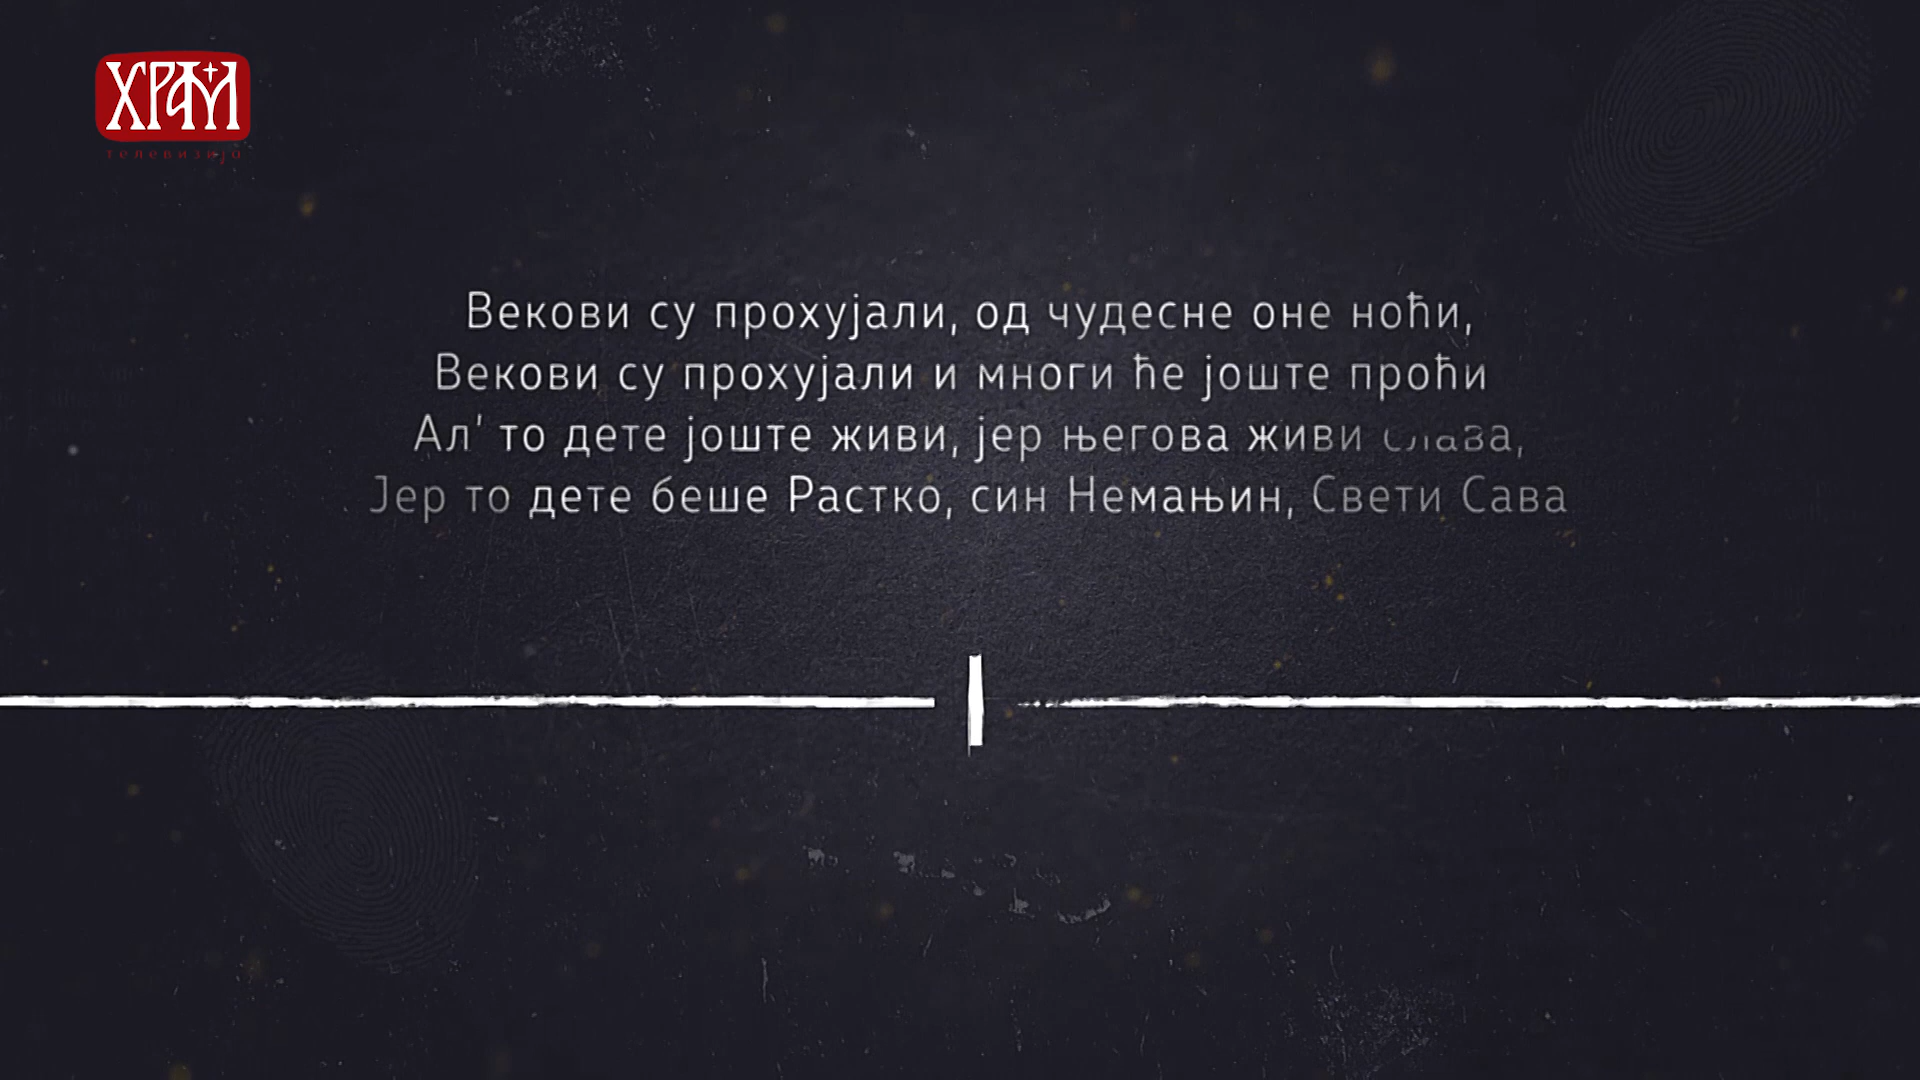 ХРАМ
телевизија
Векови су прохујали, од чудесне оне ноћи,
Векови су прохујали и многи ће јоште проћи
Ал' то дете јоште живи, јер његова живи слава,
Јер то дете беше Растко, син Немањин, Свети Сава